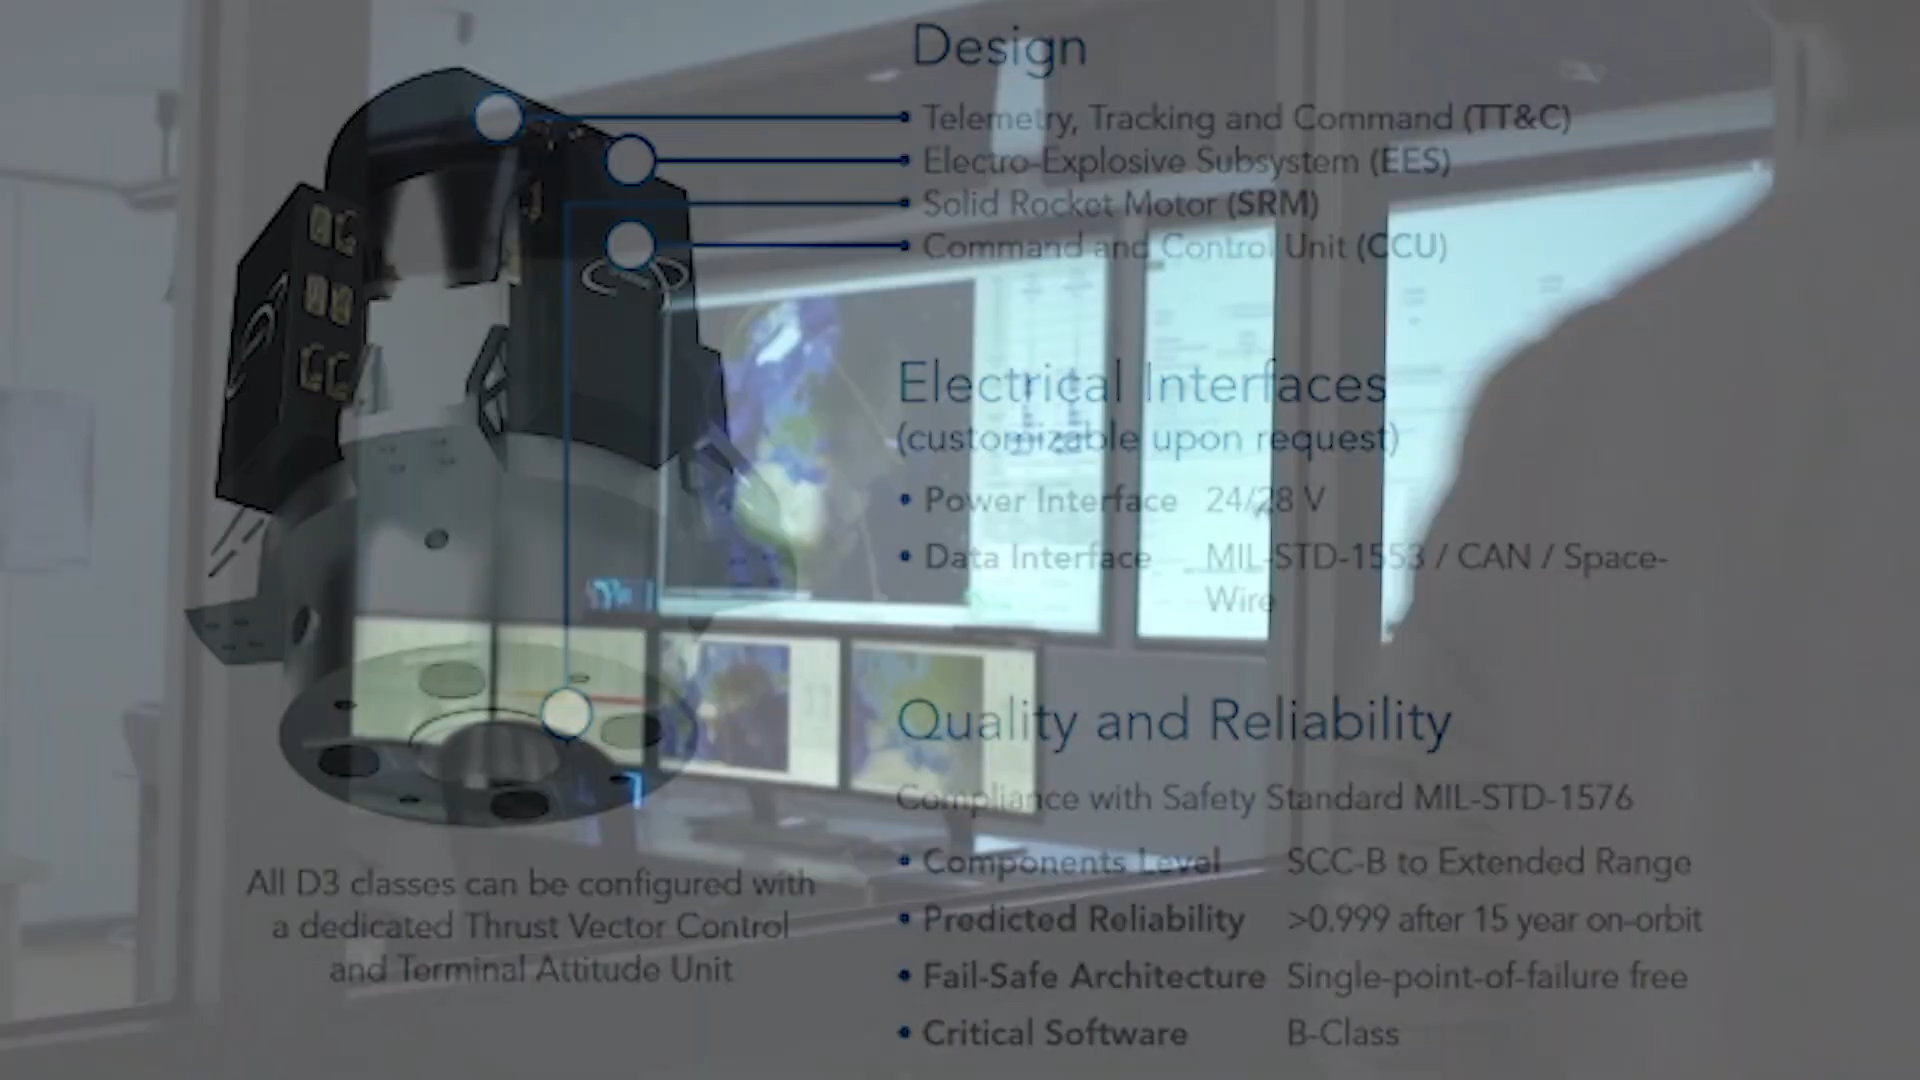 Design
Telemetry, Tracking and Command (TT&C)
Electro-Explosive Subsystem (EES)
Solid Rocket Motor (SRM)
Command and Control Unit (CCU)
Electrical Interfaces
(customizable upon request)
• Power Interface 24/28 V
• Data Interface MIL-STD-1553 / CAN / Space-
Wire
Quality and Reliability
Compliance with Safety Standard MIL-STD-1576
• Components Level SCC-B to Extended Range
• Predicted Reliability >0.999 after 15 year on-orbit
• Fail-Safe Architecture Single-point-of-failure free
• Critical Software B-Class
All D3 classes can be configured with
a dedicated Thrust Vector Control
and Terminal Attitude Unit